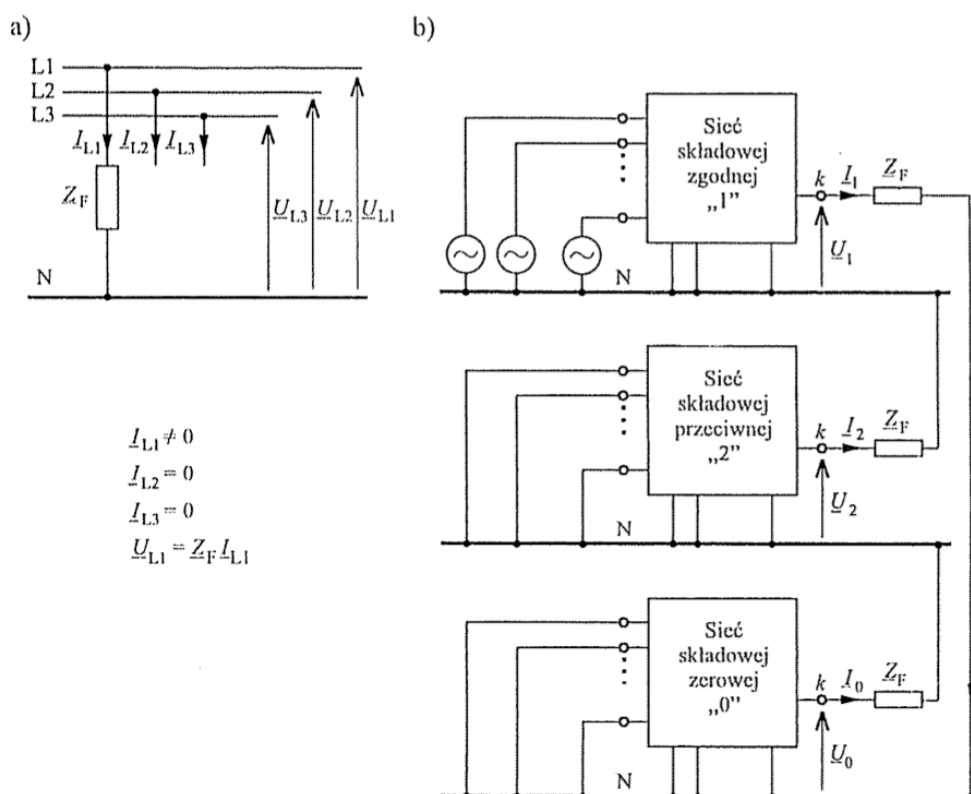 a)
L1
L2
L3
I_L1 I_L2 I_L3
Z_F
U_L3 U_L2 U_L1
N
I_L1 ≠ 0
I_L2 = 0
I_L3 = 0
U_L1 = Z_F I_L1
b)
Sieć
składowej
zgodnej
„1”
k I_1 Z_F
U_1
N
Sieć
składowej
przeciwnej
„2”
k I_2 Z_F
U_2
N
Sieć
składowej
zerowej
„0”
k I_0 Z_F
U_0
N